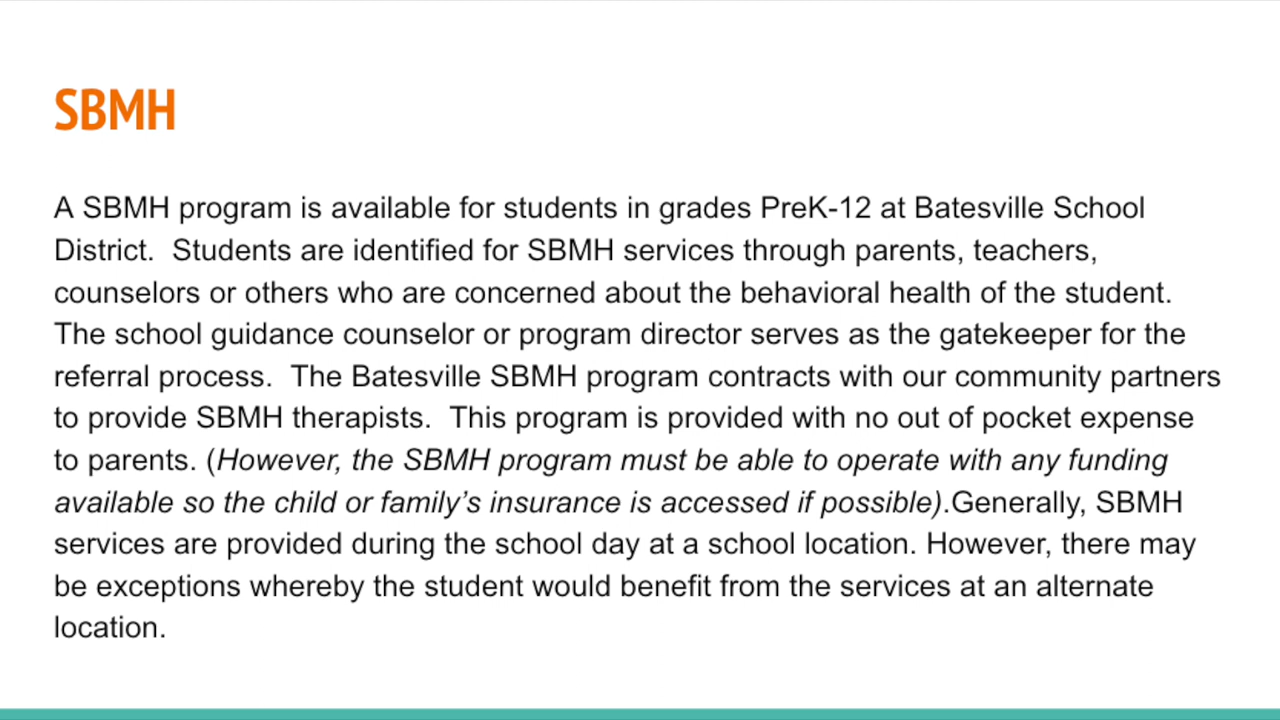 SBMH
A SBMH program is available for students in grades PreK-12 at Batesville School
District.  Students are identified for SBMH services through parents, teachers,
counselors or others who are concerned about the behavioral health of the student.
The school guidance counselor or program director serves as the gatekeeper for the
referral process.  The Batesville SBMH program contracts with our community partners
to provide SBMH therapists.  This program is provided with no out of pocket expense
to parents. (However, the SBMH program must be able to operate with any funding
available so the child or family’s insurance is accessed if possible).Generally, SBMH
services are provided during the school day at a school location. However, there may
be exceptions whereby the student would benefit from the services at an alternate
location.